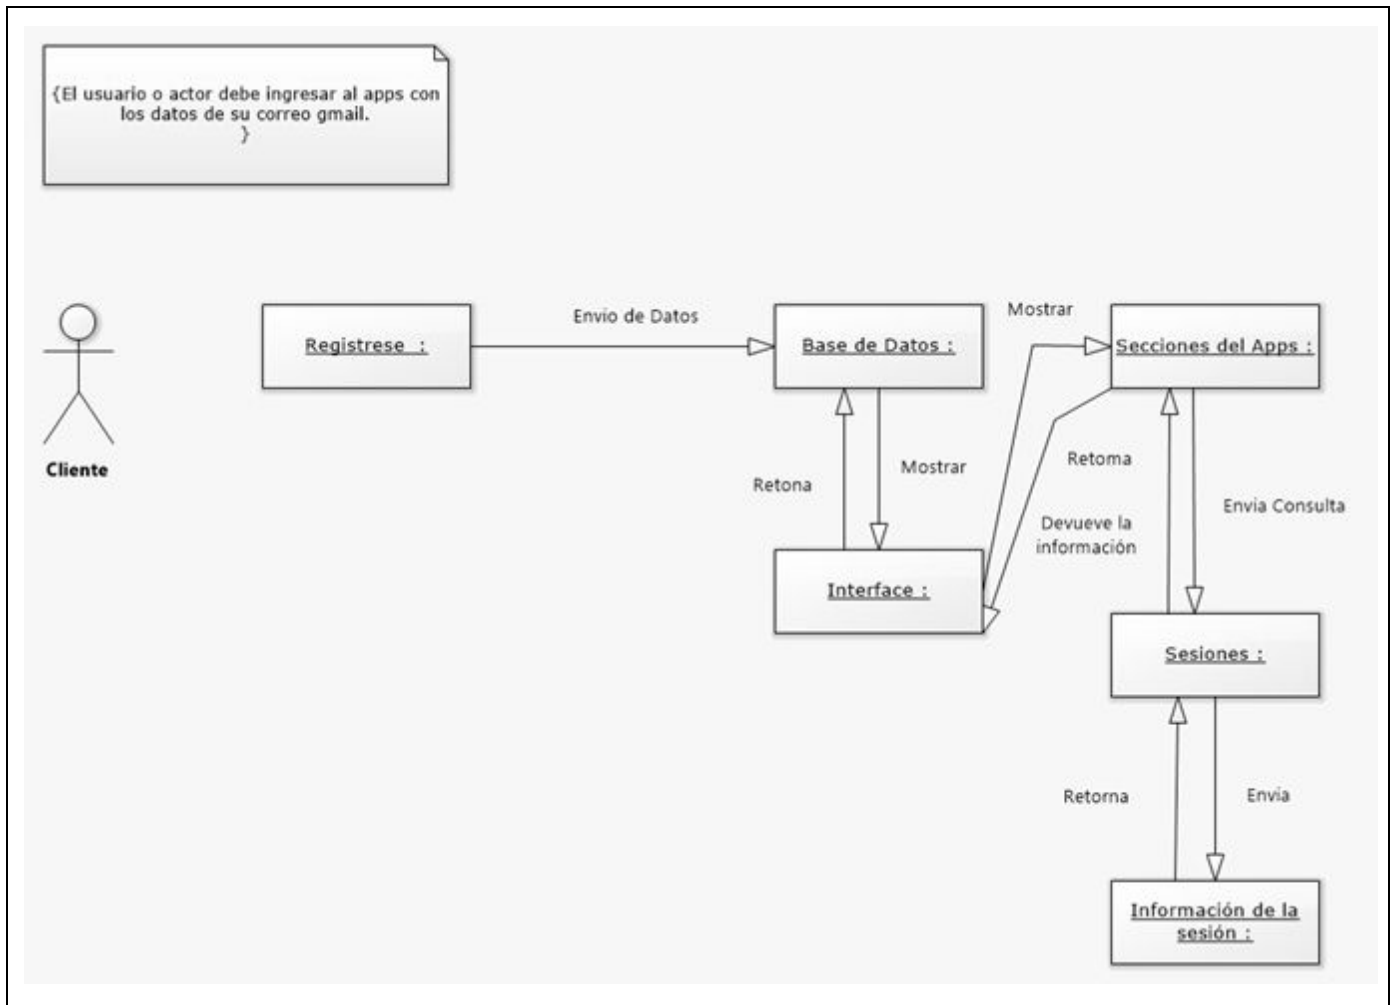 {El usuario o actor debe ingresar al apps con
los datos de su correo gmail.
}
Registrese :
Envio de Datos
Base de Datos :
Mostrar
Secciones del Apps :
Cliente
Retona
Mostrar
Retoma
Devueve la
información
Envia Consulta
Interface :
Sesiones :
Retorna
Envia
Información de la
sesión :